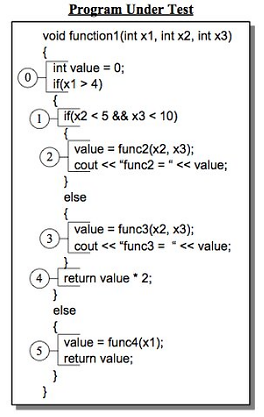 Program Under Test
void function1(int x1, int x2, int x3)
{
0 int value = 0;
if(x1 > 4)
{
1 if(x2 < 5 && x3 < 10)
{
2 value = func2(x2, x3);
cout << "func2 = " << value;
}
else
{
3 value = func3(x2, x3);
cout << "func3 = " << value;
}
4 return value * 2;
}
else
{
5 value = func4(x1);
return value;
}
}